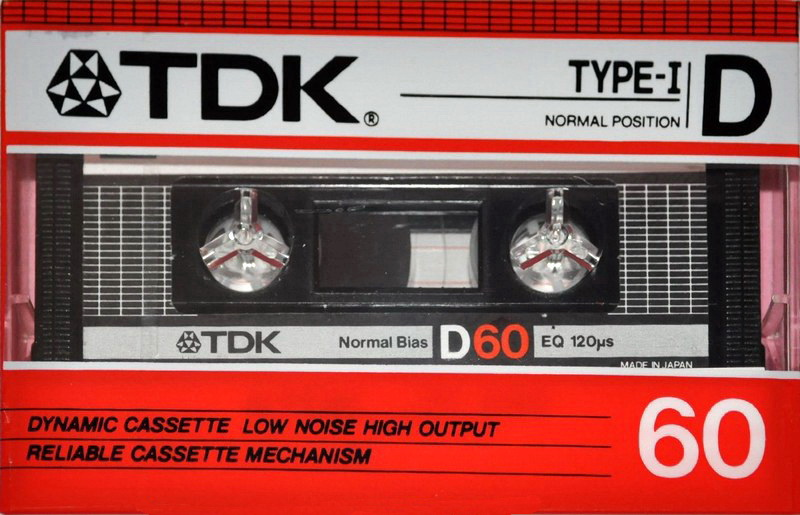 TDK®
TYPE-I
NORMAL POSITION
D
TDK Normal Bias D60 EQ 120µs
MADE IN JAPAN
DYNAMIC CASSETTE LOW NOISE HIGH OUTPUT
RELIABLE CASSETTE MECHANISM
60